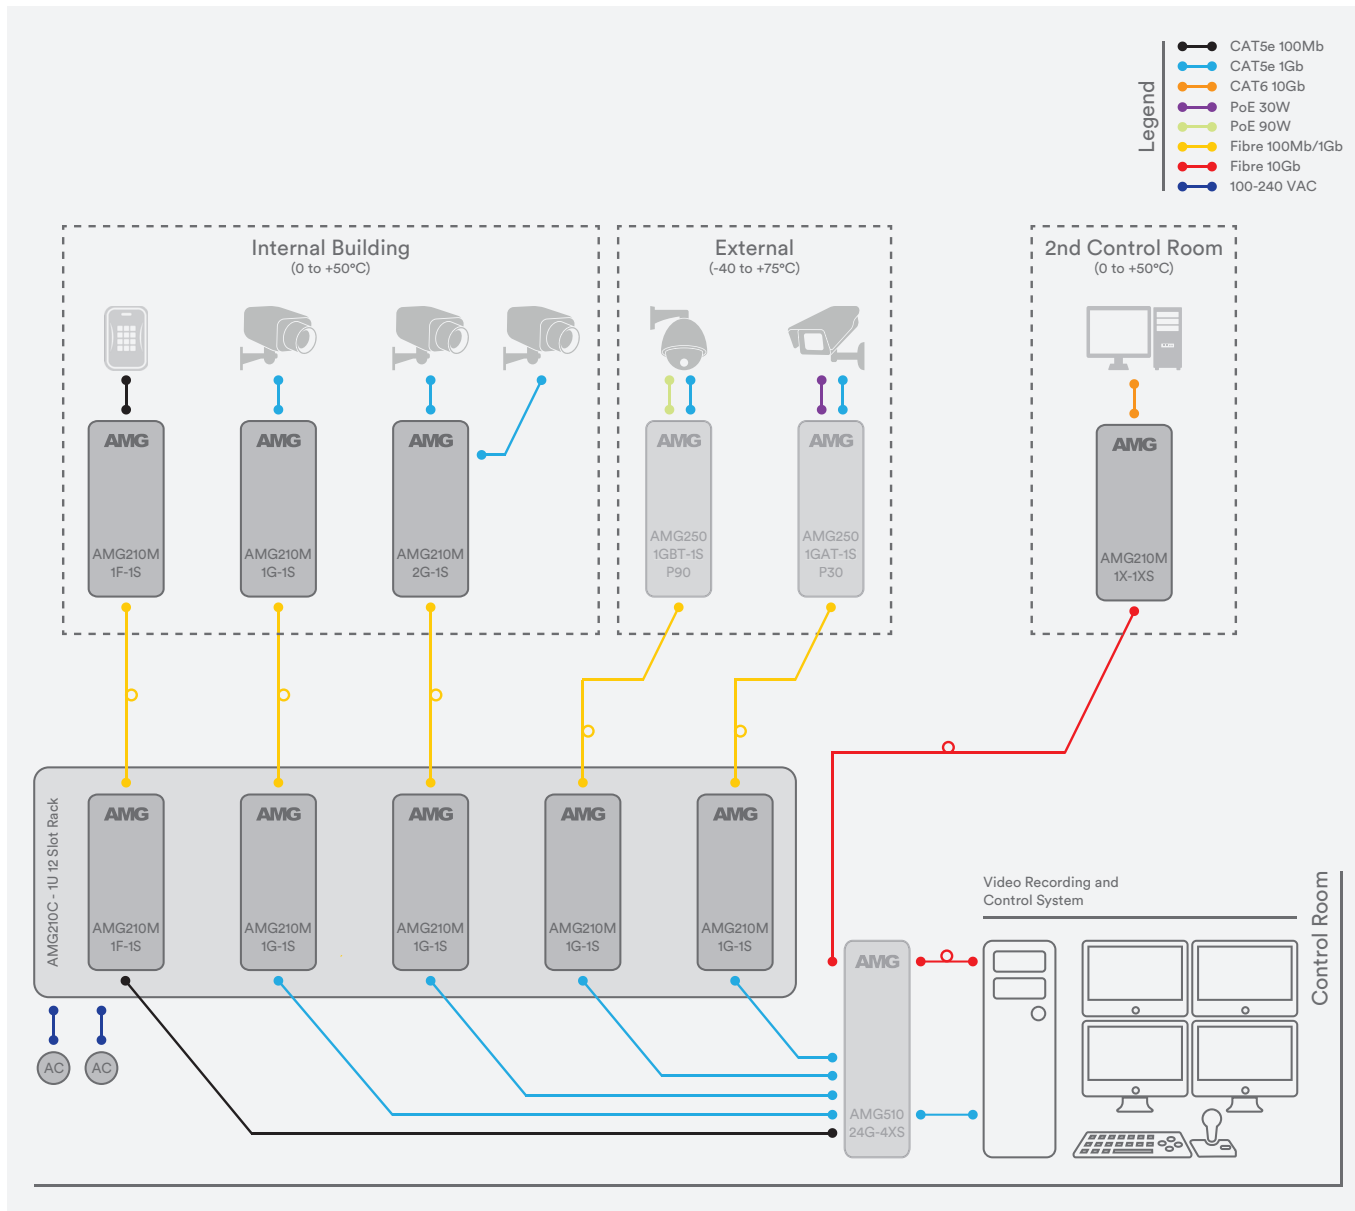 Legend
CAT5e 100Mb
CAT5e 1Gb
CAT6 10Gb
PoE 30W
PoE 90W
Fibre 100Mb/1Gb
Fibre 10Gb
100-240 VAC
Internal Building
(0 to +50°C)
External
(-40 to +75°C)
2nd Control Room
(0 to +50°C)
AMG
AMG210M
1F-1S
AMG
AMG210M
1G-1S
AMG
AMG210M
2G-1S
AMG
AMG250
1GBT-1S
P90
AMG
AMG250
1GAT-1S
P30
AMG
AMG210M
1X-1XS
AMG210C - 1U 12 Slot Rack
AMG
AMG210M
1F-1S
AMG
AMG210M
1G-1S
AMG
AMG210M
1G-1S
AMG
AMG210M
1G-1S
AMG
AMG210M
1G-1S
AC
AC
AMG
AMG510
24G-4XS
Video Recording and
Control System
Control Room